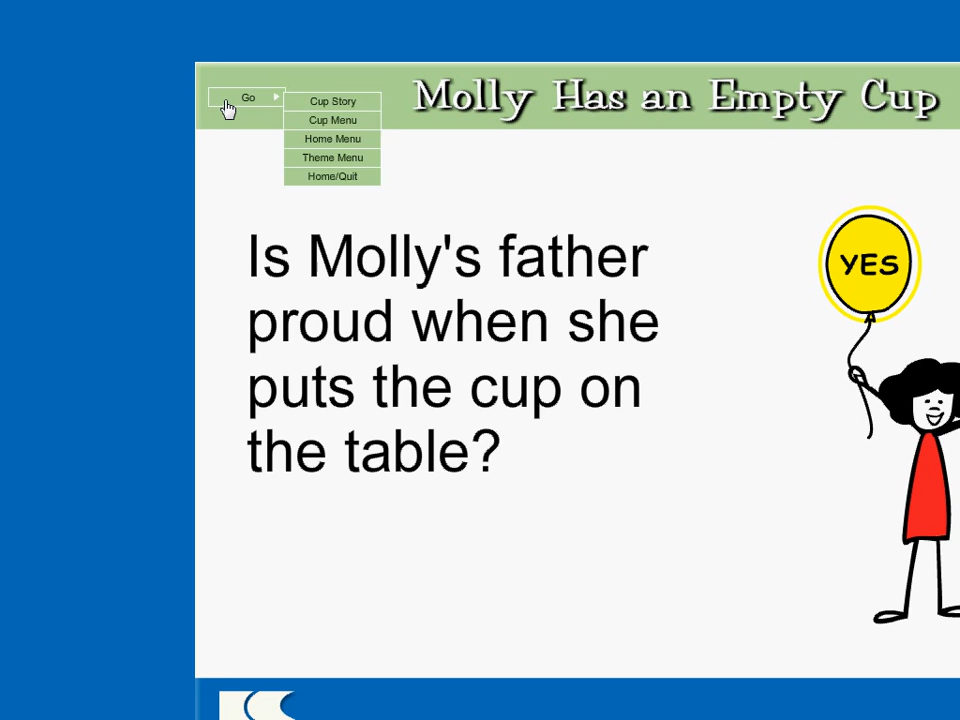 Go
Molly Has an Empty Cup
Cup Story
Cup Menu
Home Menu
Theme Menu
Home/Quit
Is Molly's father
proud when she
puts the cup on
the table?
YES